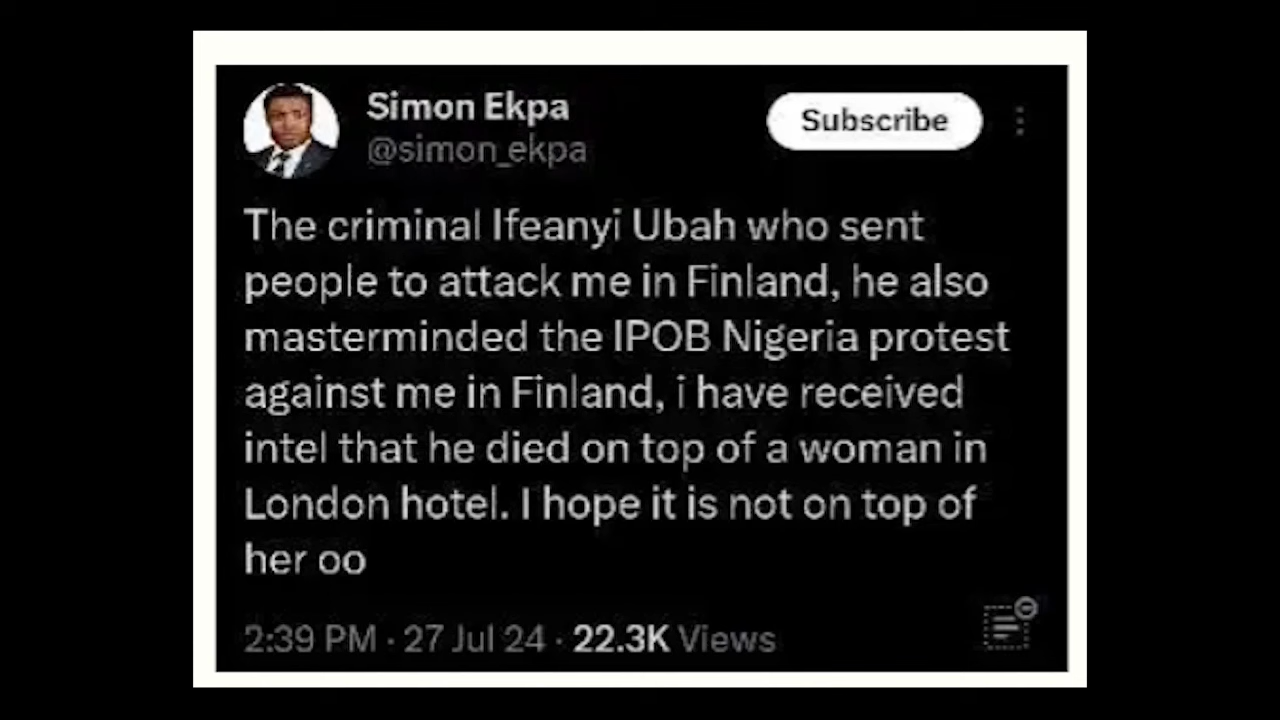 Simon Ekpa
@simon_ekpa
Subscribe
The criminal Ifeanyi Ubah who sent
people to attack me in Finland, he also
masterminded the IPOB Nigeria protest
against me in Finland, i have received
intel that he died on top of a woman in
London hotel. I hope it is not on top of
her oo
2:39 PM · 27 Jul 24 · 22.3K Views